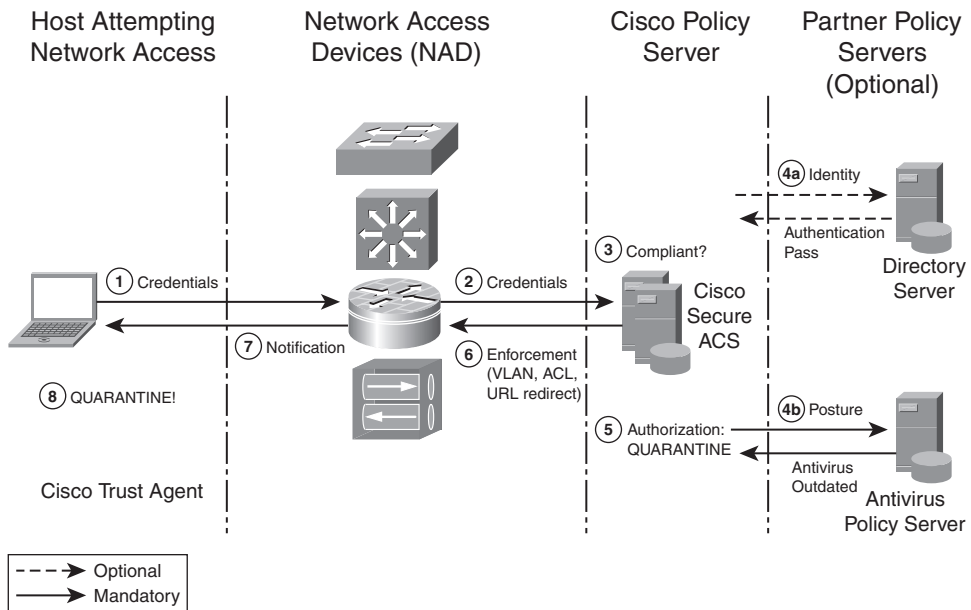 Host Attempting
Network Access
Network Access
Devices (NAD)
Cisco Policy
Server
Partner Policy
Servers
(Optional)
4a Identity
Authentication
Pass
Directory
Server
3 Compliant?
1 Credentials
2 Credentials
Cisco
Secure
ACS
7 Notification
6 Enforcement
(VLAN, ACL,
URL redirect)
8 QUARANTINE!
4b Posture
5 Authorization:
QUARANTINE
Antivirus
Outdated
Cisco Trust Agent
Antivirus
Policy Server
Optional
Mandatory